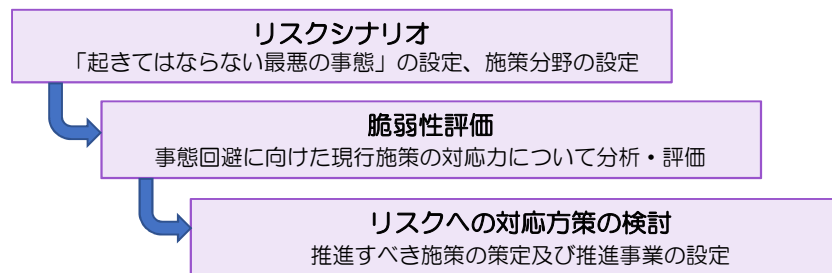 リスクシナリオ
「起きてはならない最悪の事態」の設定、施策分野の設定
脆弱性評価
事態回避に向けた現行施策の対応力について分析・評価
リスクへの対応方策の検討
推進すべき施策の策定及び推進事業の設定